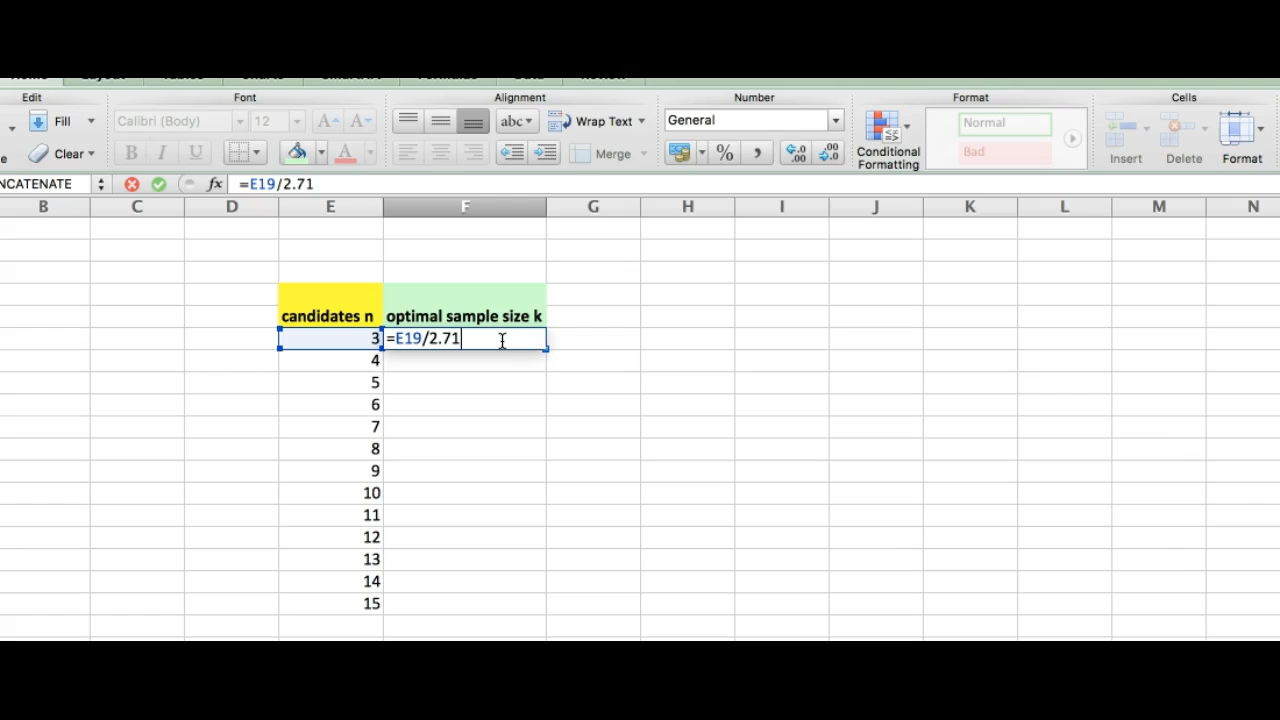 Edit Font Alignment Number Format Cells
Fill Calibri (Body) 12 A A abc Wrap Text General Normal
Clear B I U A Merge % , Conditional Formatting Bad Insert Delete Format
NCATENATE fx =E19/2.71
B C D E F G H I J K L M N
candidates n optimal sample size k
3 =E19/2.71
4
5
6
7
8
9
10
11
12
13
14
15